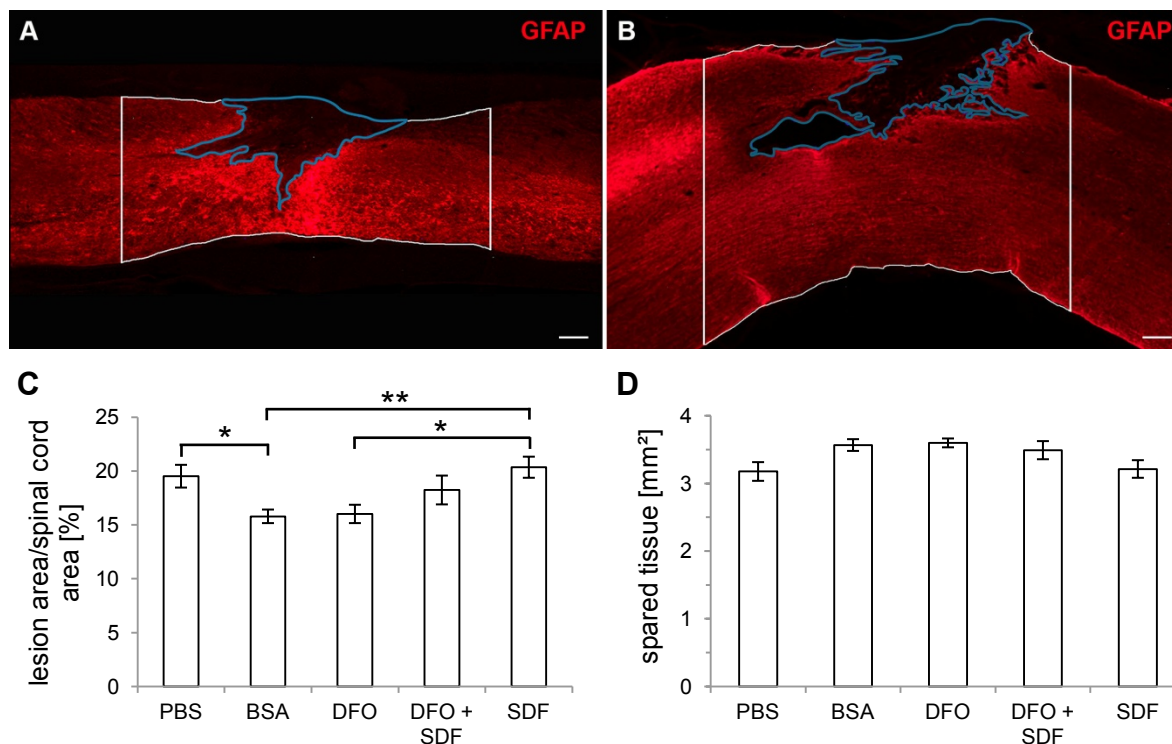 A
GFAP
B
GFAP
C
lesion area/spinal cord
area [%]
25
20
15
10
5
0
*
**
*
PBS
BSA
DFO
DFO +
SDF
SDF
D
spared tissue [mm²]
4
3
3
1
0
PBS
BSA
DFO
DFO +
SDF
SDF